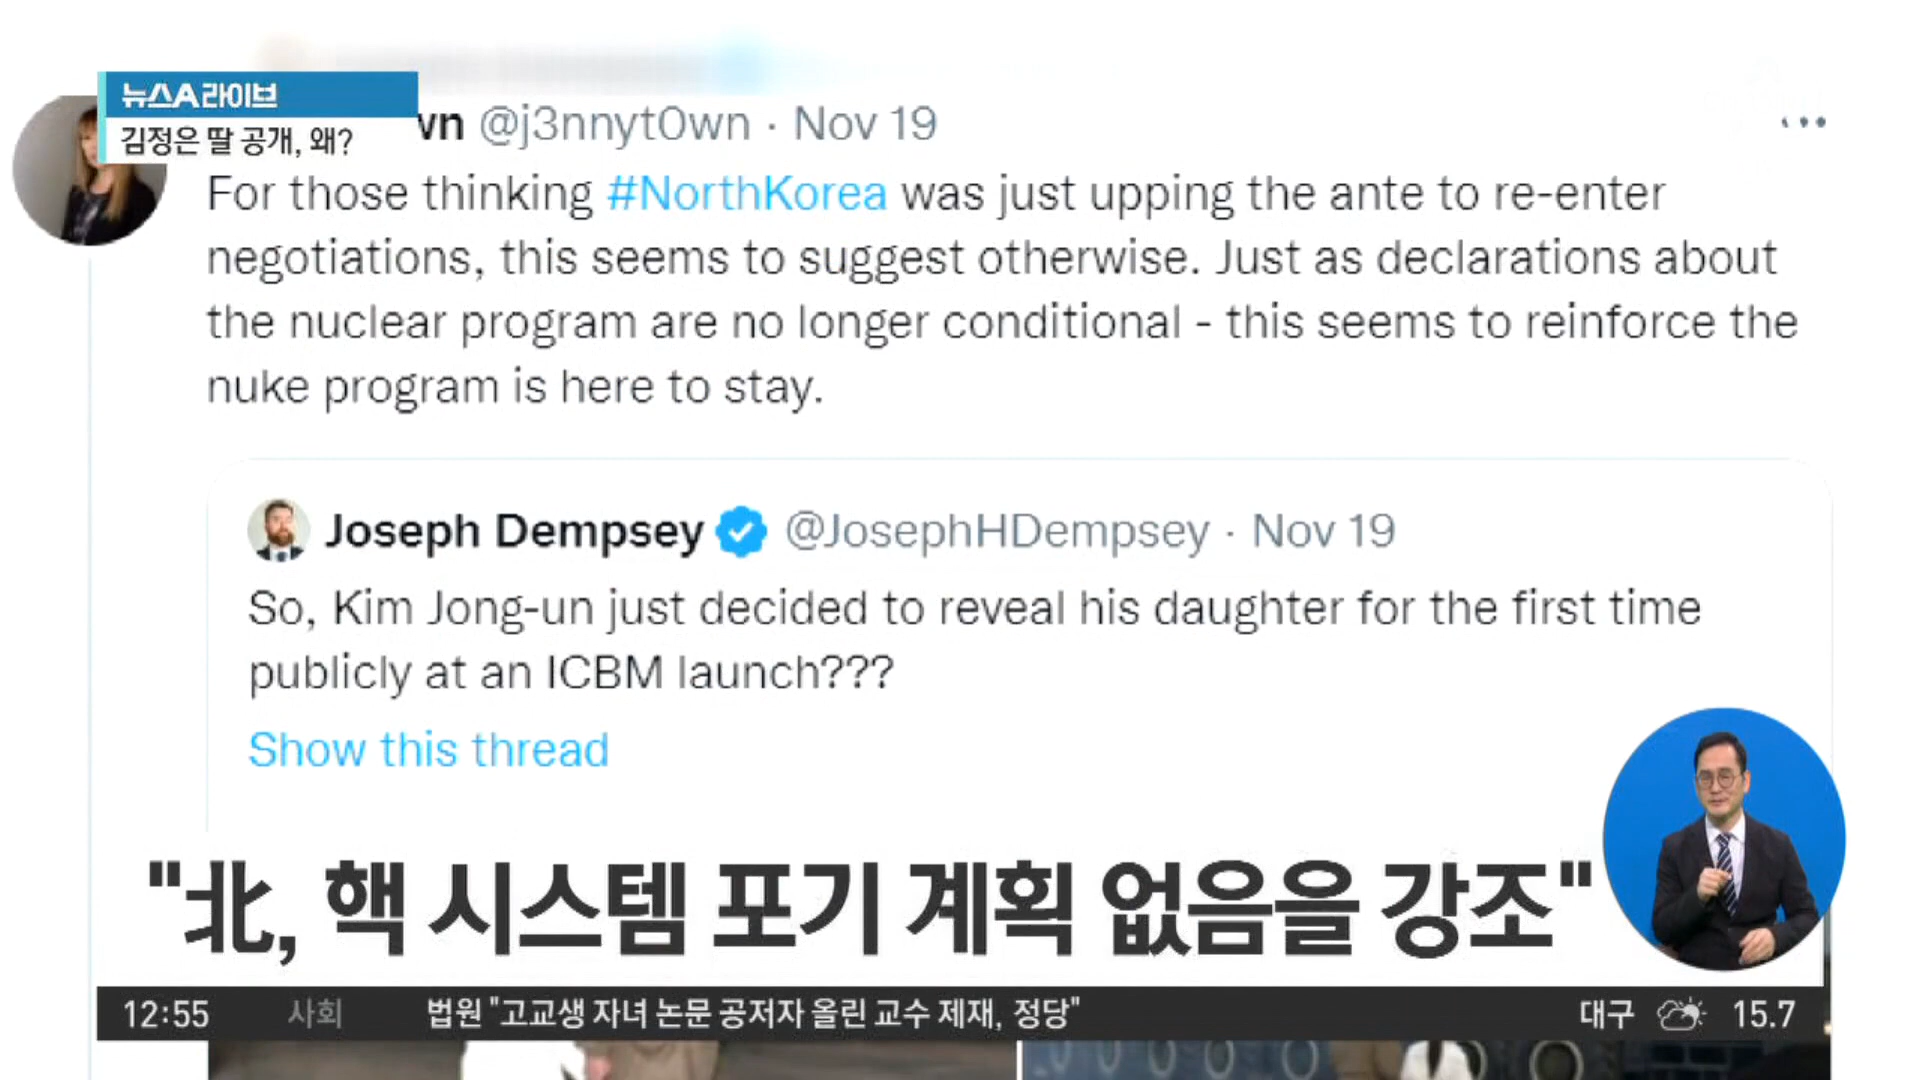 뉴스A라이브
김정은 딸 공개, 왜?
wn @j3nnyt0wn · Nov 19
For those thinking #NorthKorea was just upping the ante to re-enter
negotiations, this seems to suggest otherwise. Just as declarations about
the nuclear program are no longer conditional - this seems to reinforce the
nuke program is here to stay.
Joseph Dempsey @JosephHDempsey · Nov 19
So, Kim Jong-un just decided to reveal his daughter for the first time
publicly at an ICBM launch???
Show this thread
"北, 핵 시스템 포기 계획 없음을 강조"
12:55 사회 법원 "고교생 자녀 논문 공저자 올린 교수 제재, 정당" 대구 15.7